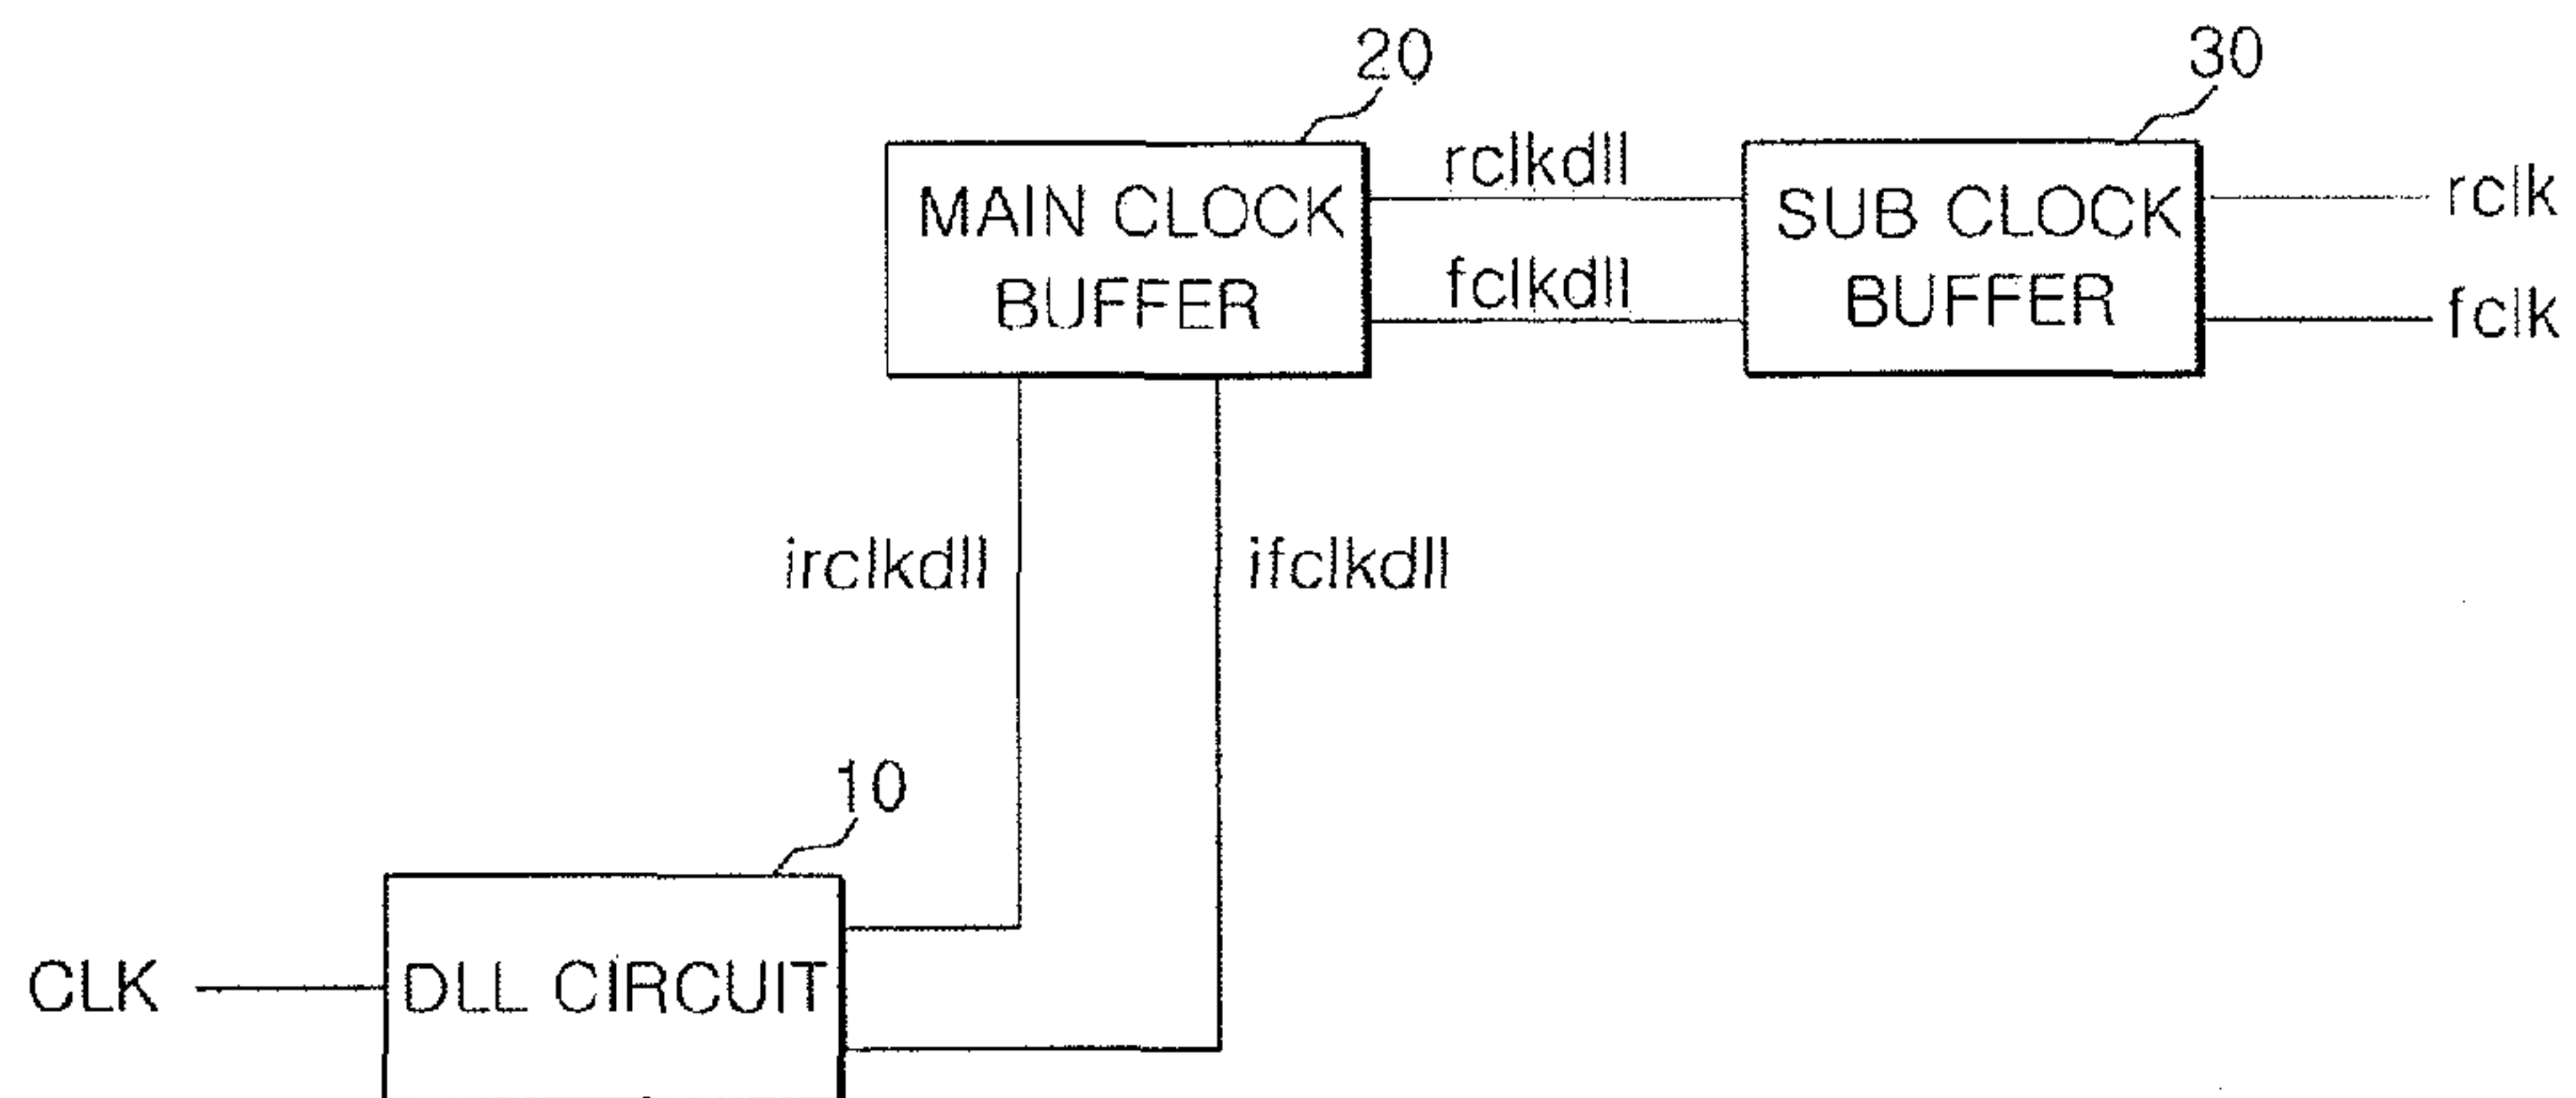 20
30
MAIN CLOCK
BUFFER
rclkdll
fclkdll
SUB CLOCK
BUFFER
rclk
fclk
irclkdll
ifclkdll
10
CLK
DLL CIRCUIT